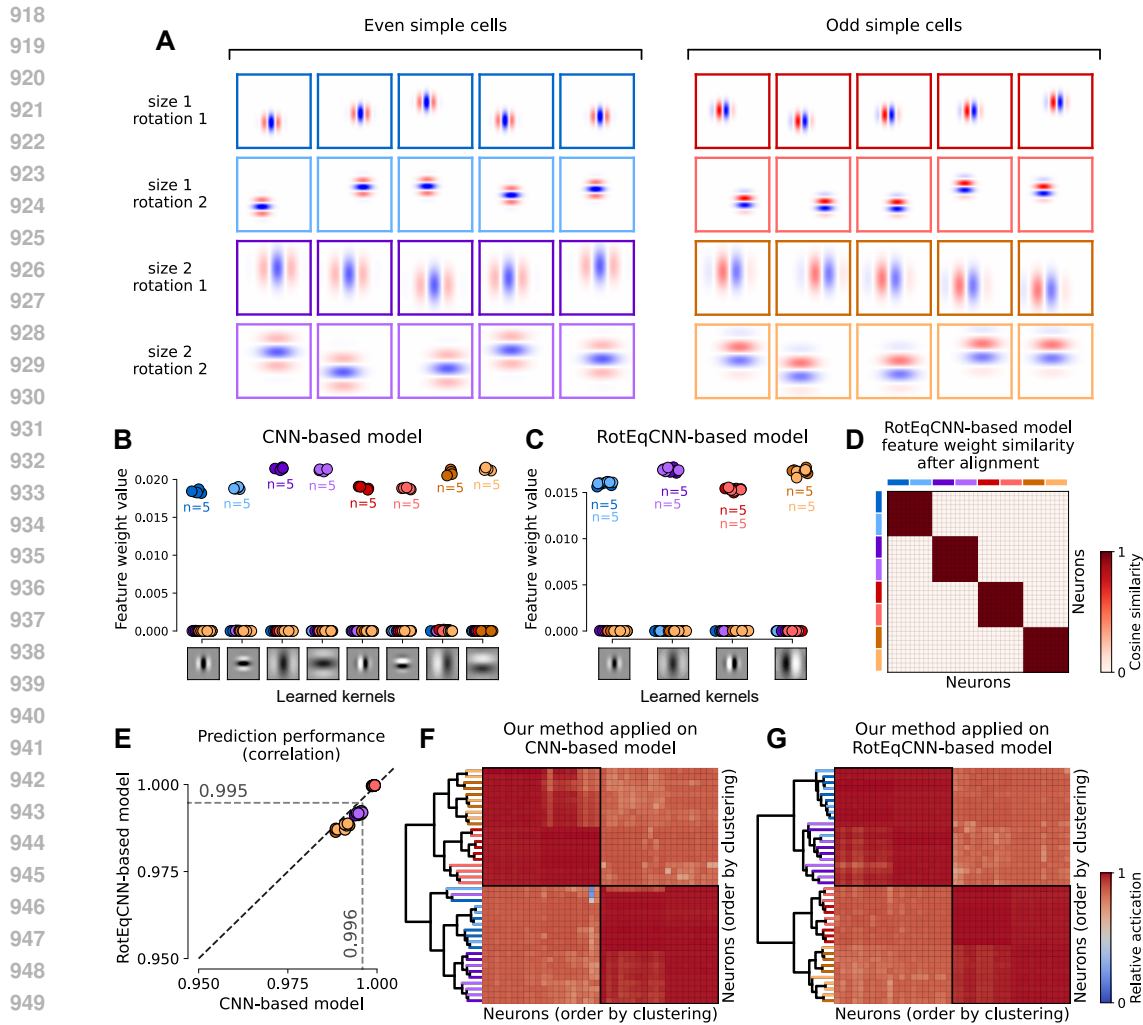 918
919
920
921
922
923
924
925
926
927
928
929
930
931
932
933
934
935
936
937
938
939
940
941
942
943
944
945
946
947
948
949
A
Even simple cells
Odd simple cells
size 1
rotation 1
size 1
rotation 2
size 2
rotation 1
size 2
rotation 2
B
CNN-based model
Feature weight value
0.020
0.015
0.010
0.005
0.000
n=5
n=5
n=5
n=5
n=5
n=5
n=5
n=5
Learned kernels
C
RotEqCNN-based model
Feature weight value
0.015
0.010
0.005
0.000
n=5
n=5
n=5
n=5
n=5
n=5
n=5
n=5
Learned kernels
D
RotEqCNN-based model
feature weight similarity
after alignment
Neurons
Neurons
1
0
Cosine similarity
E
Prediction performance
(correlation)
RotEqCNN-based model
1.000
0.975
0.950
0.995
0.996
0.950
0.975
1.000
CNN-based model
F
Our method applied on
CNN-based model
Neurons (order by clustering)
Neurons (order by clustering)
G
Our method applied on
RotEqCNN-based model
Neurons (order by clustering)
Neurons (order by clustering)
1
0
Relative actication